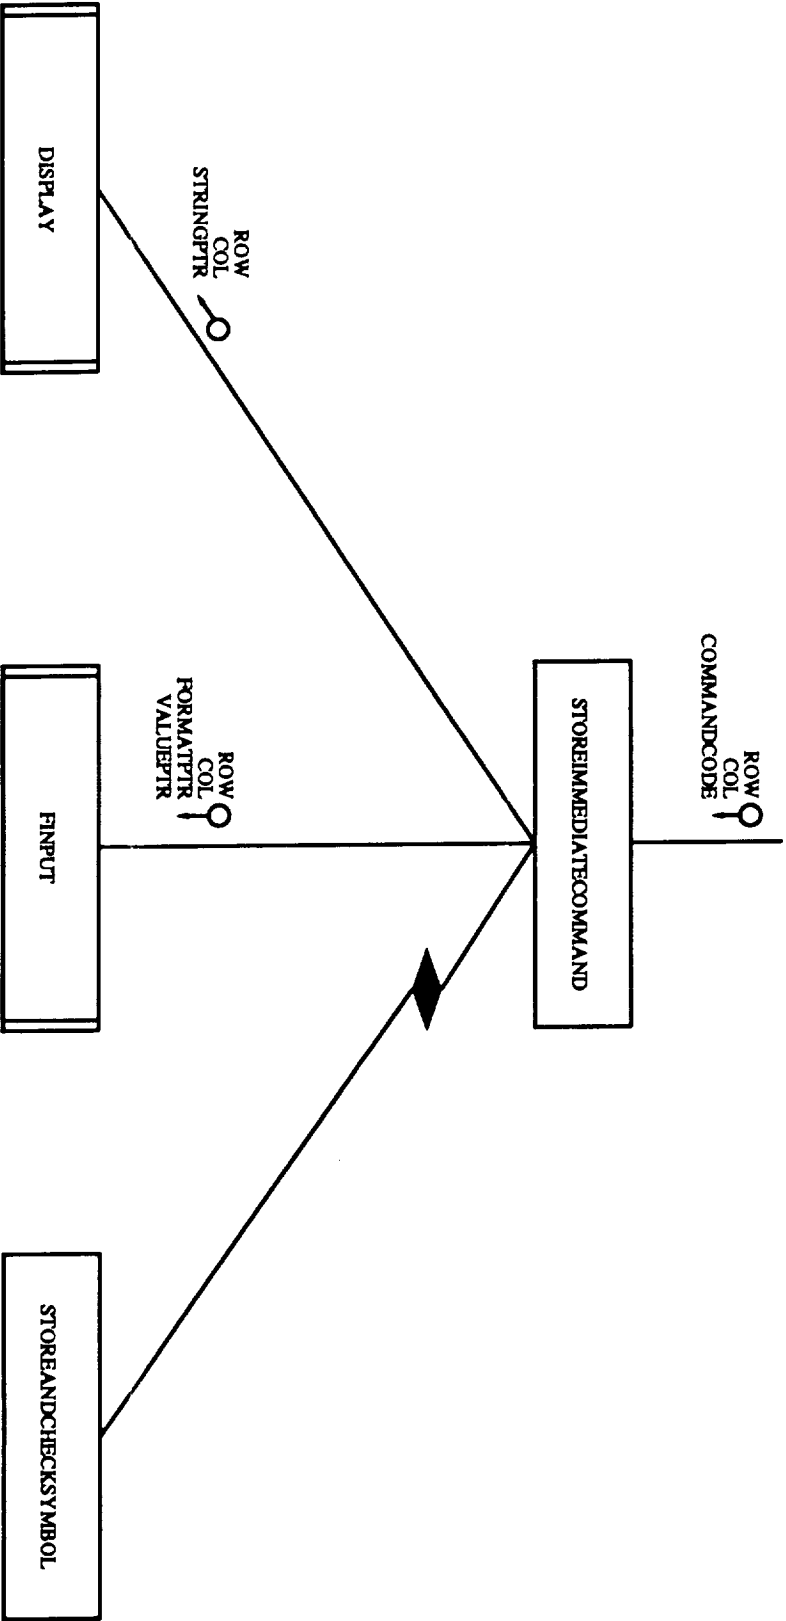 ROW
COL
COMMANDCODE
STOREIMMEDIATECOMMAND
ROW
COL
STRINGPTR
ROW
COL
FORMATPTR
VALUEPTR
DISPLAY
FINPUT
STOREANDCHECKSYMBOL